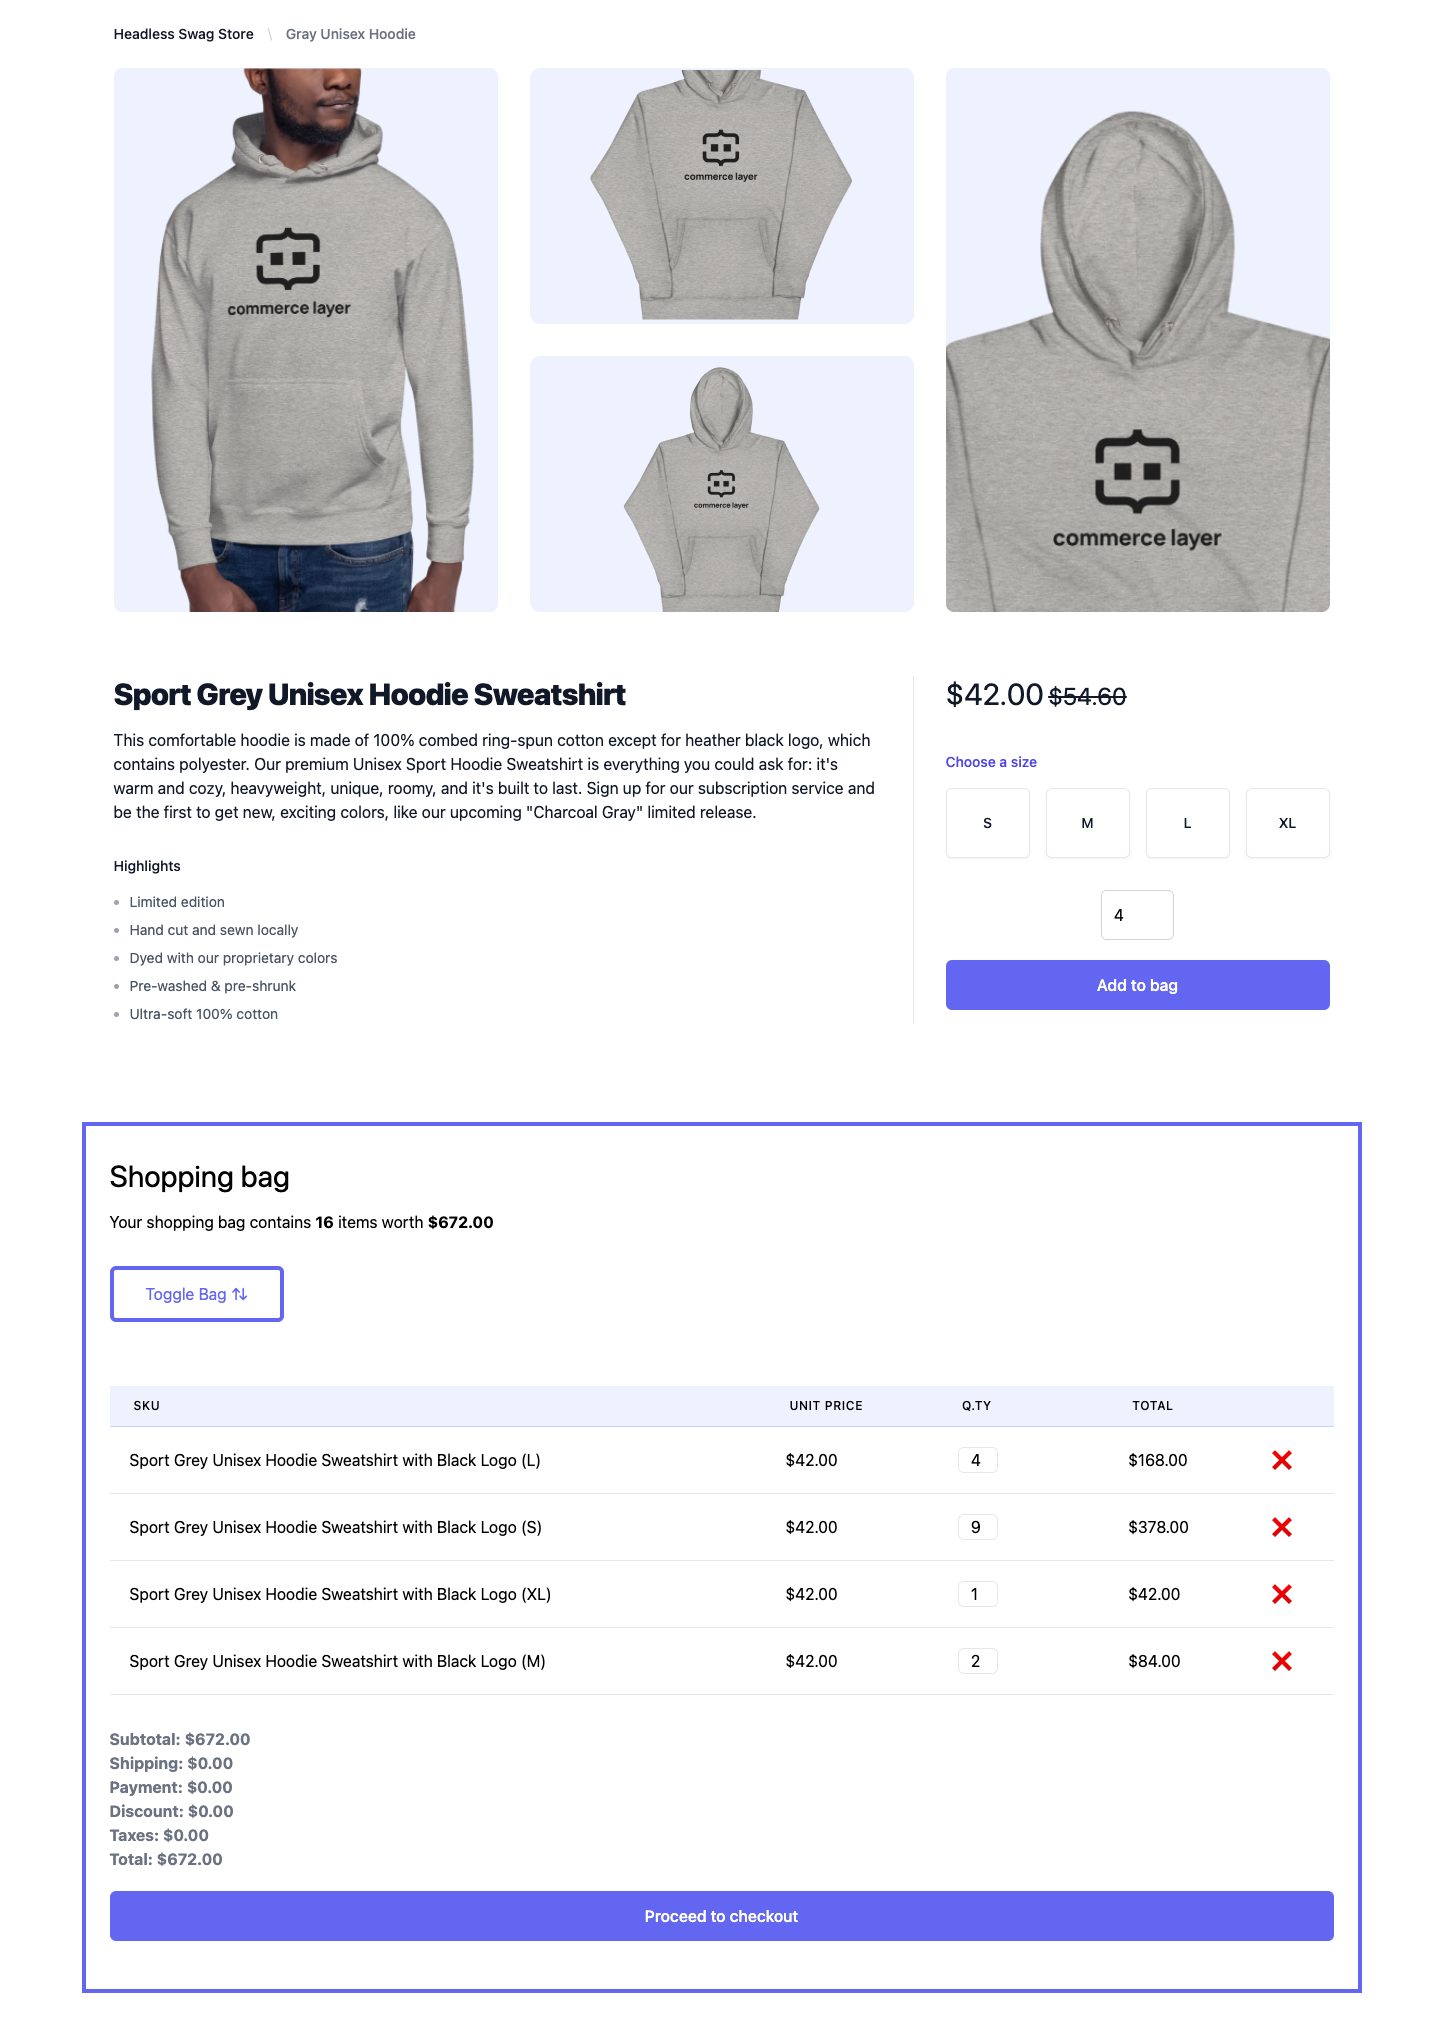 Headless Swag Store \ Gray Unisex Hoodie
commerce layer
commerce layer
commerce layer
commerce layer
Sport Grey Unisex Hoodie Sweatshirt
This comfortable hoodie is made of 100% combed ring-spun cotton except for heather black logo, which
contains polyester. Our premium Unisex Sport Hoodie Sweatshirt is everything you could ask for: it's
warm and cozy, heavyweight, unique, roomy, and it's built to last. Sign up for our subscription service and
be the first to get new, exciting colors, like our upcoming "Charcoal Gray" limited release.
Highlights
Limited edition
Hand cut and sewn locally
Dyed with our proprietary colors
Pre-washed & pre-shrunk
Ultra-soft 100% cotton
$42.00 $54.60
Choose a size
S M L XL
4
Add to bag
Shopping bag
Your shopping bag contains 16 items worth $672.00
Toggle Bag ⇅
SKU UNIT PRICE Q.TY TOTAL
Sport Grey Unisex Hoodie Sweatshirt with Black Logo (L) $42.00 4 $168.00
Sport Grey Unisex Hoodie Sweatshirt with Black Logo (S) $42.00 9 $378.00
Sport Grey Unisex Hoodie Sweatshirt with Black Logo (XL) $42.00 1 $42.00
Sport Grey Unisex Hoodie Sweatshirt with Black Logo (M) $42.00 2 $84.00
Subtotal: $672.00
Shipping: $0.00
Payment: $0.00
Discount: $0.00
Taxes: $0.00
Total: $672.00
Proceed to checkout